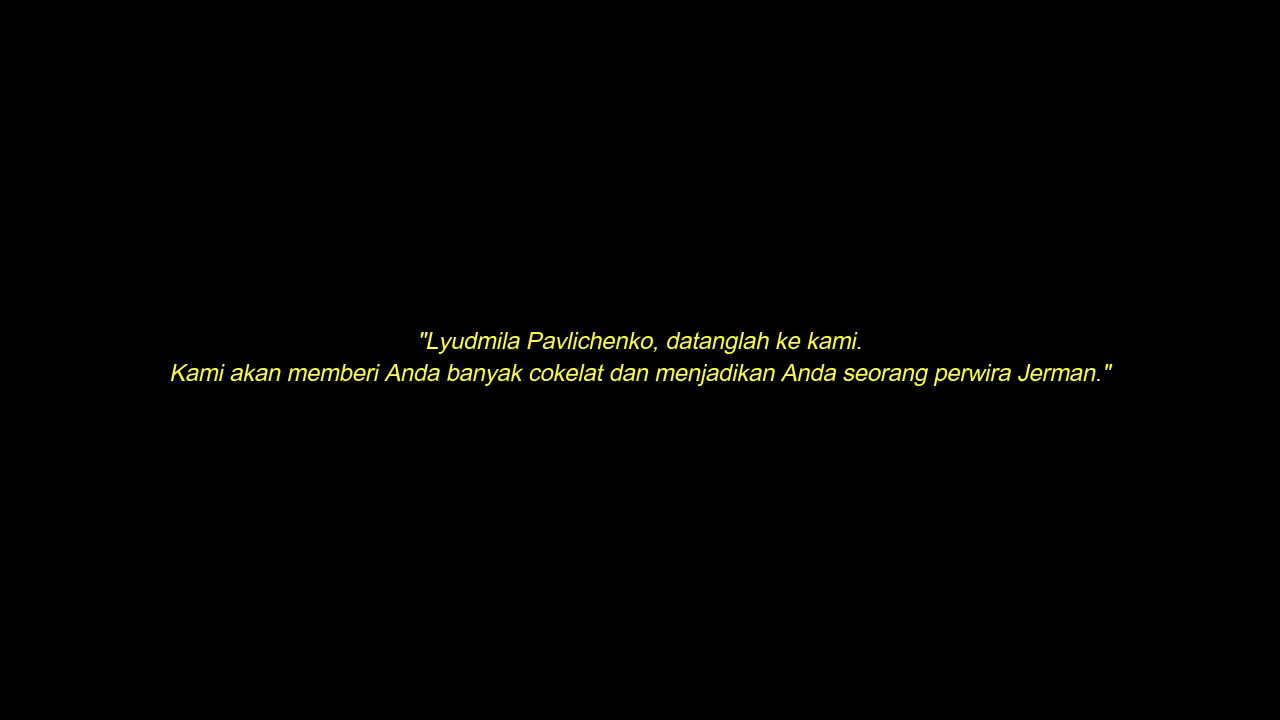 "Lyudmila Pavlichenko, datanglah ke kami.
Kami akan memberi Anda banyak cokelat dan menjadikan Anda seorang perwira Jerman."